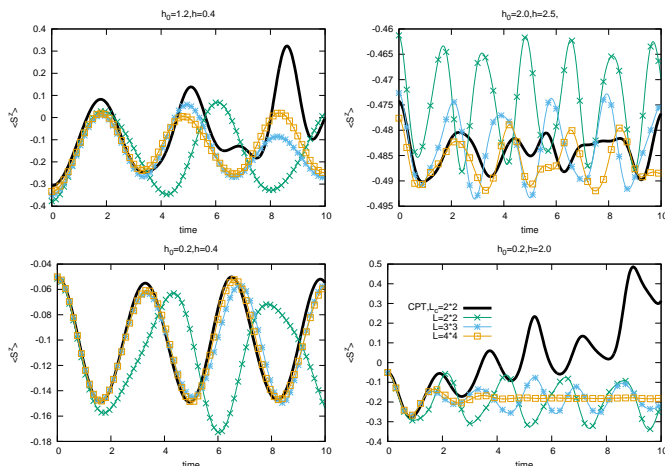 h0=1.2,h=0.4
0.4
0.3
0.2
0.1
0
-0.1
-0.2
-0.3
-0.4
<S^z>
0 2 4 6 8 10
time
h0=2.0,h=2.5,
-0.46
-0.465
-0.47
-0.475
-0.48
-0.485
-0.49
-0.495
<S^z>
0 2 4 6 8 10
time
h0=0.2,h=0.4
-0.04
-0.06
-0.08
-0.1
-0.12
-0.14
-0.16
-0.18
<S^z>
0 2 4 6 8 10
time
h0=0.2,h=2.0
0.5
0.4
0.3
0.2
0.1
0
-0.1
-0.2
-0.3
-0.4
<S^z>
CPT,Lc=2*2
L=2*2
L=3*3
L=4*4
0 2 4 6 8 10
time